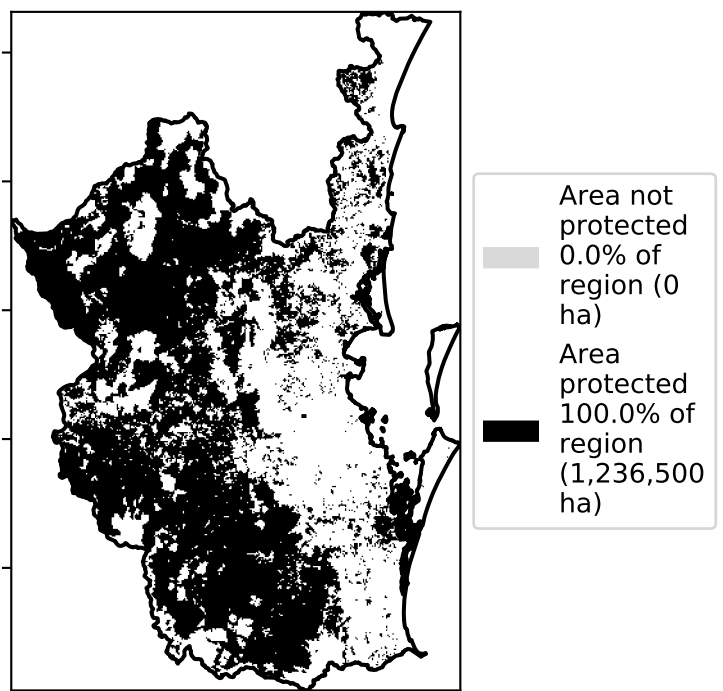 Area not
protected
0.0% of
region (0
ha)
Area
protected
100.0% of
region
(1,236,500
ha)